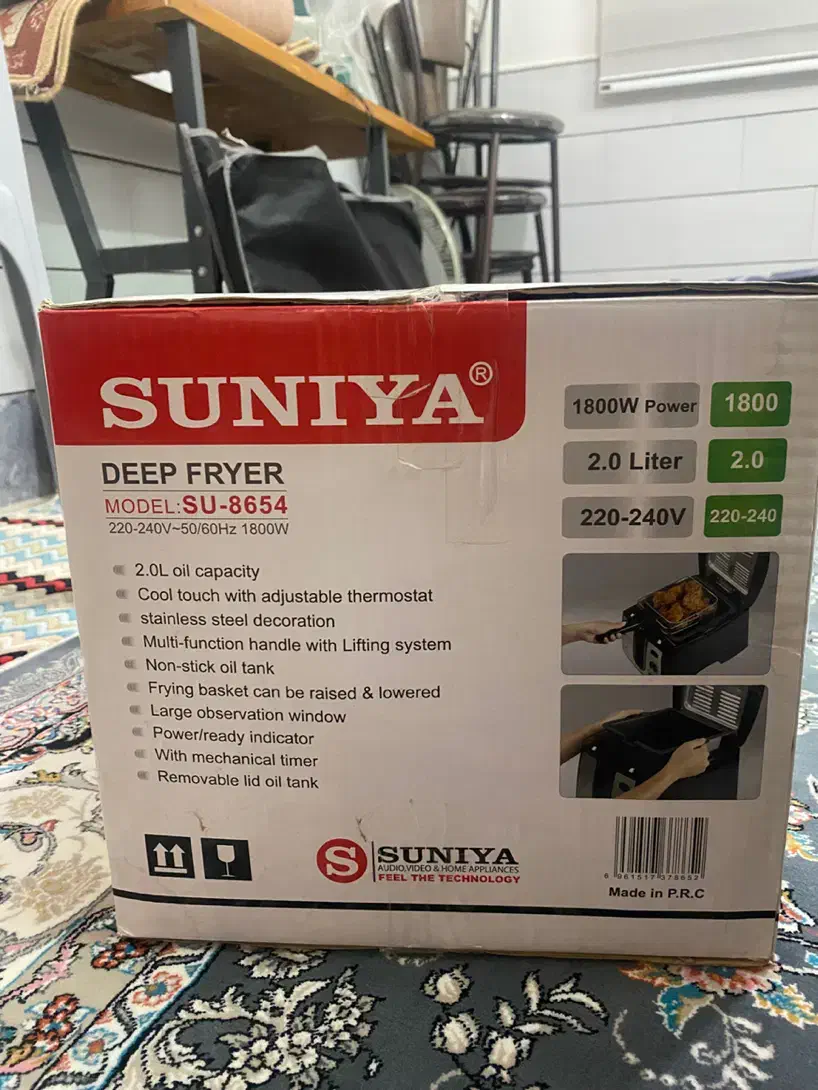 SUNIYA®
DEEP FRYER
MODEL:SU-8654
220-240V~50/60Hz 1800W
2.0L oil capacity
Cool touch with adjustable thermostat
stainless steel decoration
Multi-function handle with Lifting system
Non-stick oil tank
Frying basket can be raised & lowered
Large observation window
Power/ready indicator
With mechanical timer
Removable lid oil tank
1800W Power 1800
2.0 Liter 2.0
220-240V 220-240
S SUNIYA
AUDIO,VIDEO & HOME APPLIANCES
FEEL THE TECHNOLOGY
6 961517 378652
Made in P.R.C